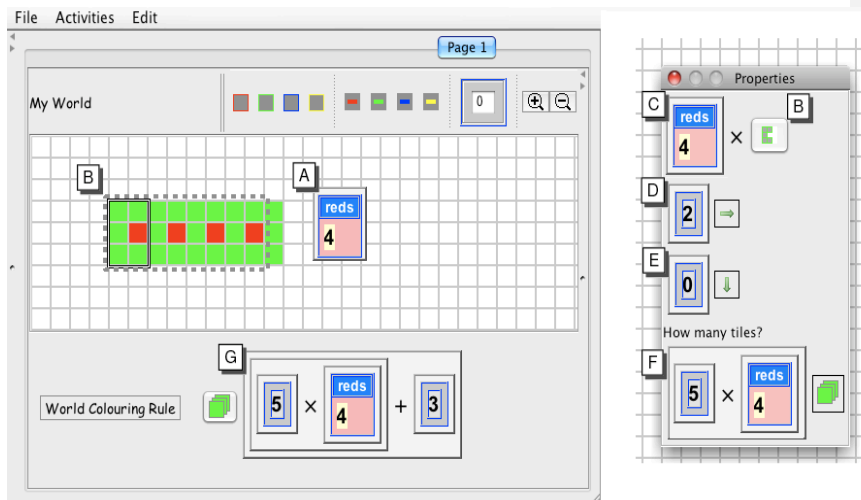 File Activities Edit
Page 1
My World
0
B
A
reds
4
G
World Colouring Rule
5 × reds 4 + 3
Properties
C
reds
4 ×
B
D
2
E
0
How many tiles?
F
5 × reds 4